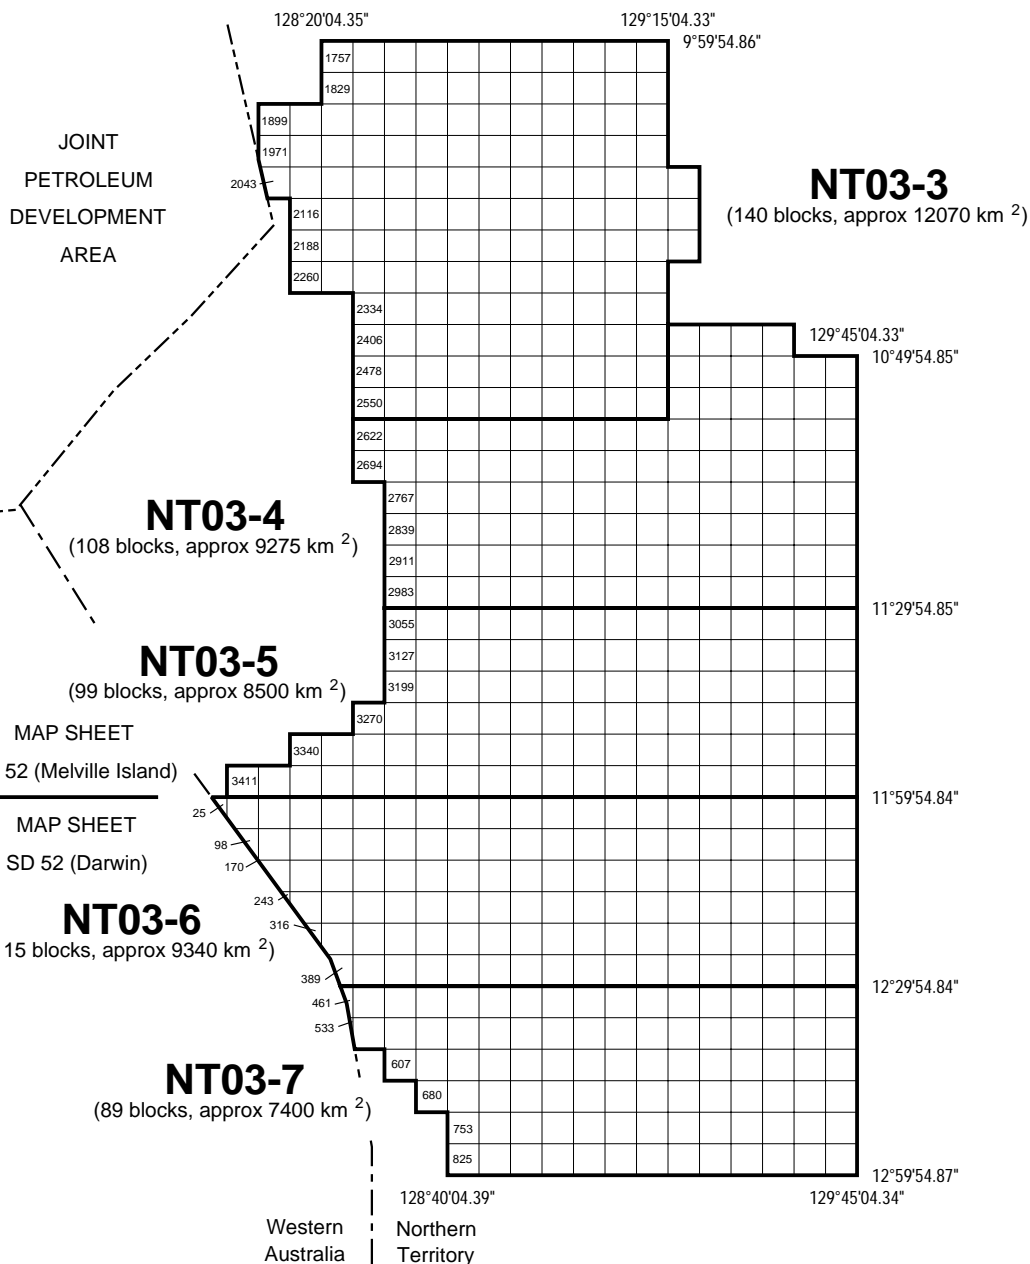 128°20'04.35" 129°15'04.33"
9°59'54.86"
1757
1829
1899
JOINT
1971
PETROLEUM
2043
NT03-3
DEVELOPMENT
2116
(140 blocks, approx 12070 km 2)
AREA
2188
2260
2334
2406
129°45'04.33"
10°49'54.85"
2478
2550
2622
2694
2767
NT03-4
2839
(108 blocks, approx 9275 km 2)
2911
2983
11°29'54.85"
3055
3127
NT03-5
3199
(99 blocks, approx 8500 km 2)
3270
MAP SHEET
3340
52 (Melville Island)
3411
11°59'54.84"
25
MAP SHEET
98
SD 52 (Darwin)
170
243
NT03-6
316
15 blocks, approx 9340 km 2)
389
12°29'54.84"
461
533
607
NT03-7
680
(89 blocks, approx 7400 km 2)
753
825
12°59'54.87"
128°40'04.39" 129°45'04.34"
Western
Australia
Northern
Territory